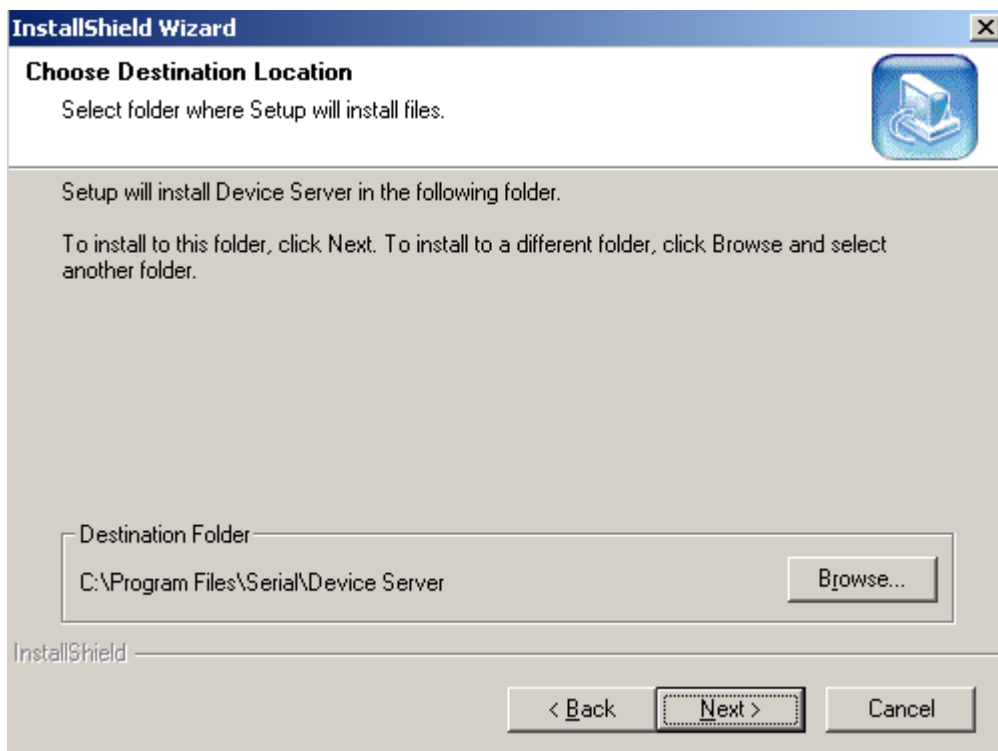 InstallShield Wizard
Choose Destination Location
Select folder where Setup will install files.
Setup will install Device Server in the following folder.
To install to this folder, click Next. To install to a different folder, click Browse and select
another folder.
Destination Folder
C:\Program Files\Serial\Device Server
Browse...
InstallShield
< Back
Next >
Cancel